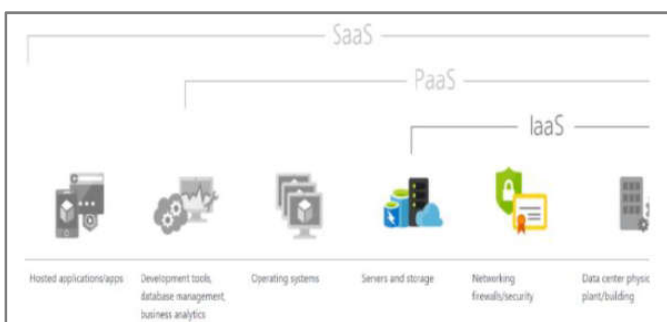 SaaS
PaaS
IaaS
Hosted applications/apps
Development tools,
database management,
business analytics
Operating systems
Servers and storage
Networking
firewalls/security
Data center physic
plant/building